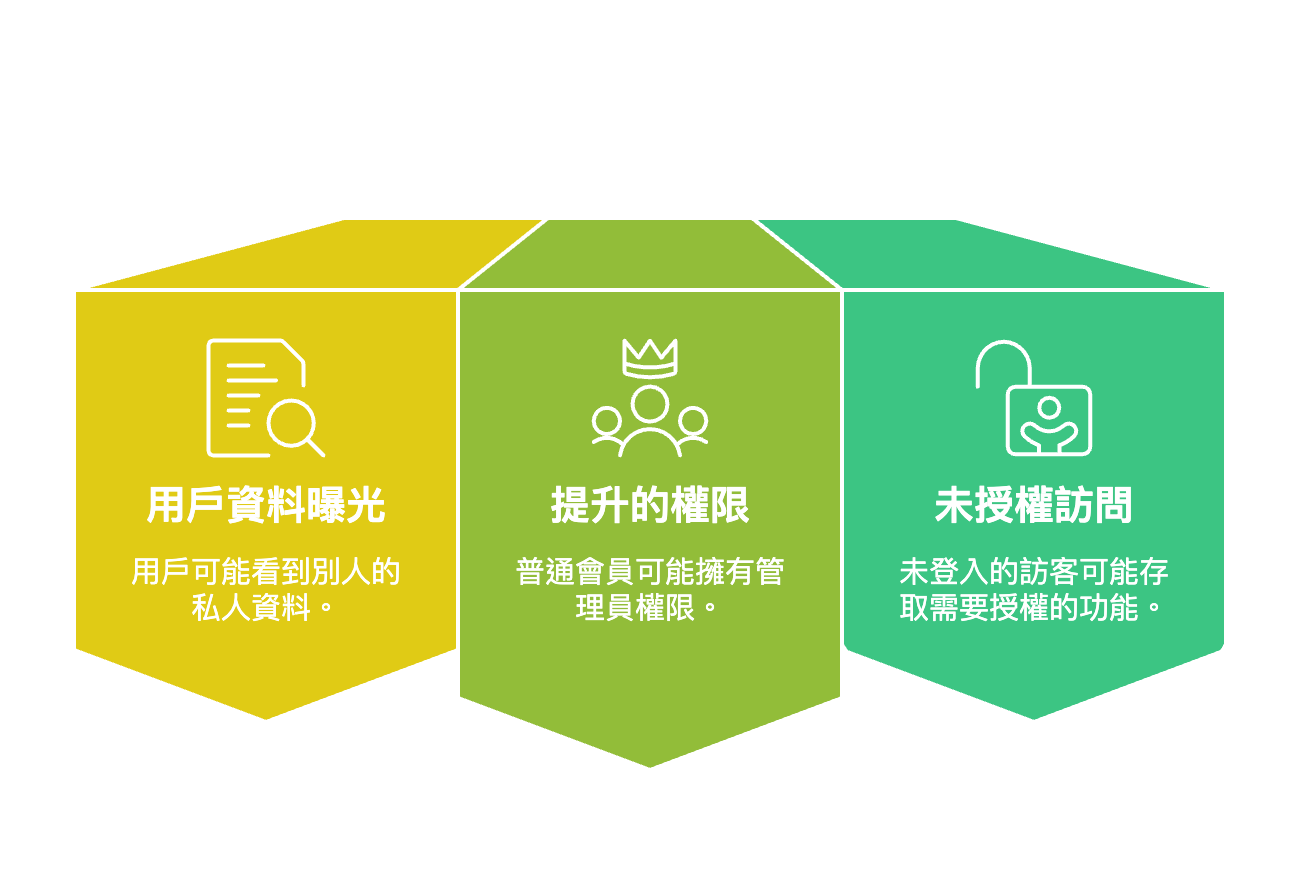 用戶資料曝光
用戶可能看到別人的
私人資料。
提升的權限
普通會員可能擁有管
理員權限。
未授權訪問
未登入的訪客可能存
取需要授權的功能。